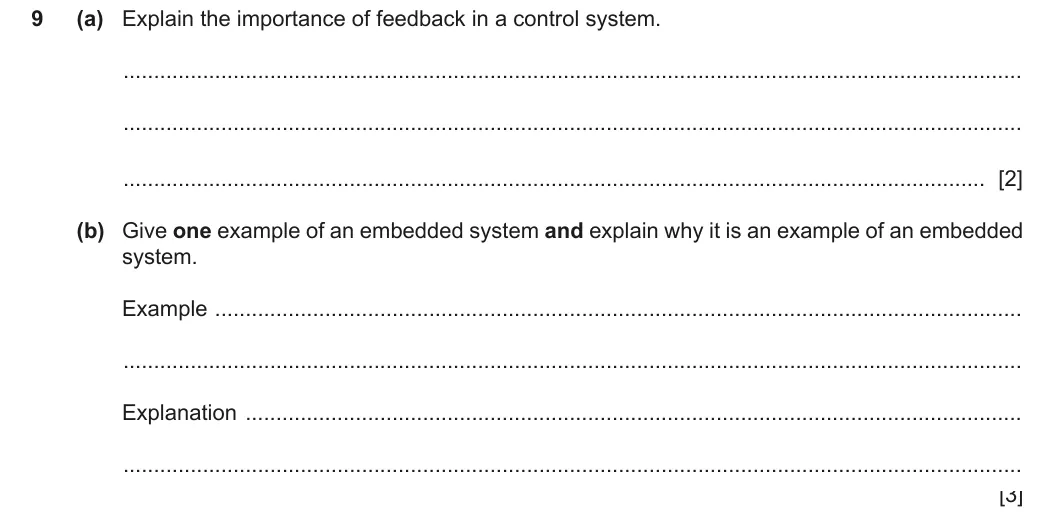 9 (a) Explain the importance of feedback in a control system.
...................................................................................................................................................
...................................................................................................................................................
............................................................................................................................................. [2]
(b) Give one example of an embedded system and explain why it is an example of an embedded
system.
Example ....................................................................................................................................
...................................................................................................................................................
Explanation ...............................................................................................................................
...................................................................................................................................................
[3]